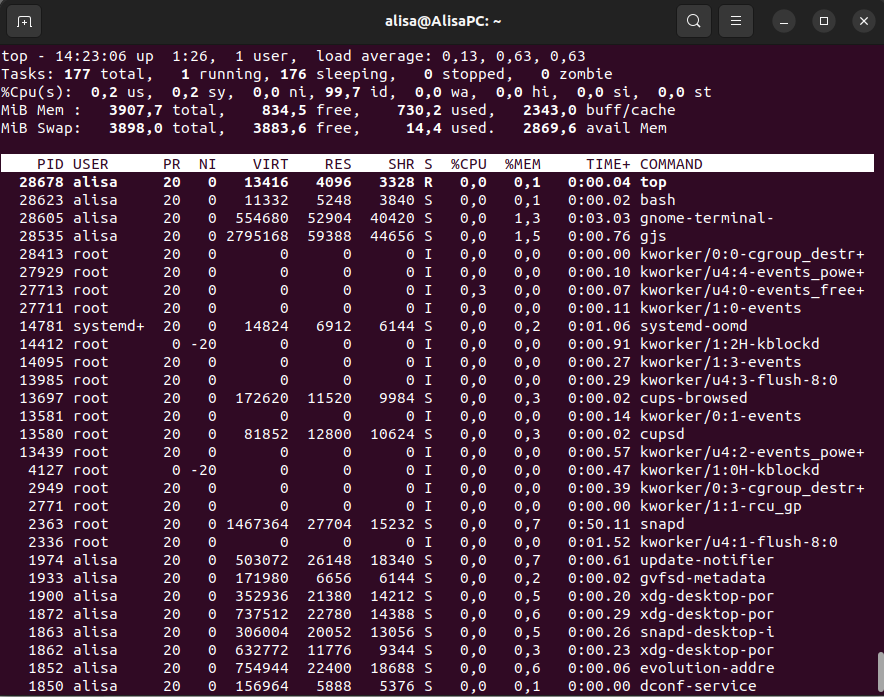 alisa@AlisaPC: ~
top - 14:23:06 up  1:26,  1 user,  load average: 0,13, 0,63, 0,63
Tasks: 177 total,   1 running, 176 sleeping,   0 stopped,   0 zombie
%Cpu(s):  0,2 us,  0,2 sy,  0,0 ni, 99,7 id,  0,0 wa,  0,0 hi,  0,0 si,  0,0 st
MiB Mem :   3907,7 total,    834,5 free,    730,2 used,   2343,0 buff/cache
MiB Swap:   3898,0 total,   3883,6 free,     14,4 used.   2869,6 avail Mem
    PID USER      PR  NI    VIRT    RES    SHR S  %CPU  %MEM     TIME+ COMMAND
  28678 alisa     20   0   13416   4096   3328 R   0,0   0,1   0:00.04 top
  28623 alisa     20   0   11332   5248   3840 S   0,0   0,1   0:00.02 bash
  28605 alisa     20   0  554680  52904  40420 S   0,0   1,3   0:03.03 gnome-terminal-
  28535 alisa     20   0 2795168  59388  44656 S   0,0   1,5   0:00.76 gjs
  28413 root      20   0       0      0      0 I   0,0   0,0   0:00.00 kworker/0:0-cgroup_destr+
  27929 root      20   0       0      0      0 I   0,0   0,0   0:00.10 kworker/u4:4-events_powe+
  27713 root      20   0       0      0      0 I   0,3   0,0   0:00.07 kworker/u4:0-events_free+
  27711 root      20   0       0      0      0 I   0,0   0,0   0:00.11 kworker/1:0-events
  14781 systemd+  20   0   14824   6912   6144 S   0,0   0,2   0:01.06 systemd-oomd
  14412 root       0 -20       0      0      0 I   0,0   0,0   0:00.91 kworker/1:2H-kblockd
  14095 root      20   0       0      0      0 I   0,0   0,0   0:00.27 kworker/1:3-events
  13985 root      20   0       0      0      0 I   0,0   0,0   0:00.29 kworker/u4:3-flush-8:0
  13697 root      20   0  172620  11520   9984 S   0,0   0,3   0:00.02 cups-browsed
  13581 root      20   0       0      0      0 I   0,0   0,0   0:00.14 kworker/0:1-events
  13580 root      20   0   81852  12800  10624 S   0,0   0,3   0:00.02 cupsd
  13439 root      20   0       0      0      0 I   0,0   0,0   0:00.57 kworker/u4:2-events_powe+
   4127 root       0 -20       0      0      0 I   0,0   0,0   0:00.47 kworker/1:0H-kblockd
   2949 root      20   0       0      0      0 I   0,0   0,0   0:00.39 kworker/0:3-cgroup_destr+
   2771 root      20   0       0      0      0 I   0,0   0,0   0:00.00 kworker/1:1-rcu_gp
   2363 root      20   0 1467364  27704  15232 S   0,0   0,7   0:50.11 snapd
   2336 root      20   0       0      0      0 I   0,0   0,0   0:01.52 kworker/u4:1-flush-8:0
   1974 alisa     20   0  503072  26148  18340 S   0,0   0,7   0:00.61 update-notifier
   1933 alisa     20   0  171980   6656   6144 S   0,0   0,2   0:00.02 gvfsd-metadata
   1900 alisa     20   0  352936  21380  14212 S   0,0   0,5   0:00.20 xdg-desktop-por
   1872 alisa     20   0  737512  22780  14388 S   0,0   0,6   0:00.29 xdg-desktop-por
   1863 alisa     20   0  306004  20052  13056 S   0,0   0,5   0:00.26 snapd-desktop-i
   1862 alisa     20   0  632772  11776   9344 S   0,0   0,3   0:00.23 xdg-desktop-por
   1852 alisa     20   0  754944  22400  18688 S   0,0   0,6   0:00.06 evolution-addre
   1850 alisa     20   0  156964   5888   5376 S   0,0   0,1   0:00.00 dconf-service